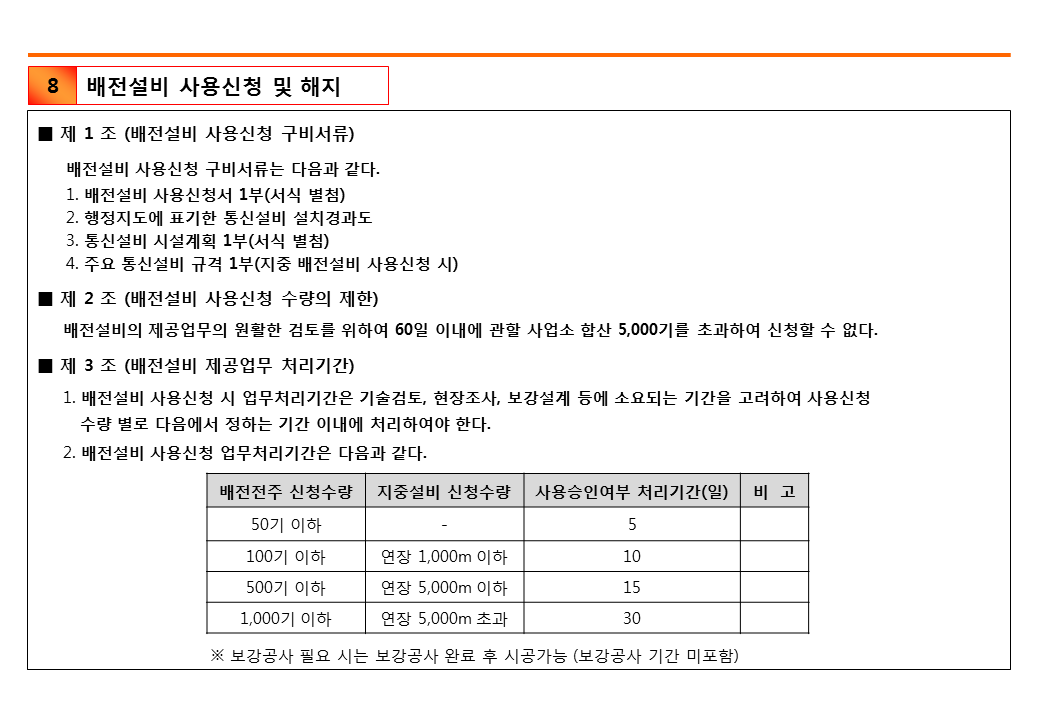 8 배전설비 사용신청 및 해지
■ 제 1 조 (배전설비 사용신청 구비서류)
배전설비 사용신청 구비서류는 다음과 같다.
1. 배전설비 사용신청서 1부(서식 별첨)
2. 행정지도에 표기한 통신설비 설치경과도
3. 통신설비 시설계획 1부(서식 별첨)
4. 주요 통신설비 규격 1부(지중 배전설비 사용신청 시)
■ 제 2 조 (배전설비 사용신청 수량의 제한)
배전설비의 제공업무의 원활한 검토를 위하여 60일 이내에 관할 사업소 합산 5,000기를 초과하여 신청할 수 없다.
■ 제 3 조 (배전설비 제공업무 처리기간)
1. 배전설비 사용신청 시 업무처리기간은 기술검토, 현장조사, 보강설계 등에 소요되는 기간을 고려하여 사용신청
수량 별로 다음에서 정하는 기간 이내에 처리하여야 한다.
2. 배전설비 사용신청 업무처리기간은 다음과 같다.
배전전주 신청수량 지중설비 신청수량 사용승인여부 처리기간(일) 비 고
50기 이하 - 5
100기 이하 연장 1,000m 이하 10
500기 이하 연장 5,000m 이하 15
1,000기 이하 연장 5,000m 초과 30
※ 보강공사 필요 시는 보강공사 완료 후 시공가능 (보강공사 기간 미포함)